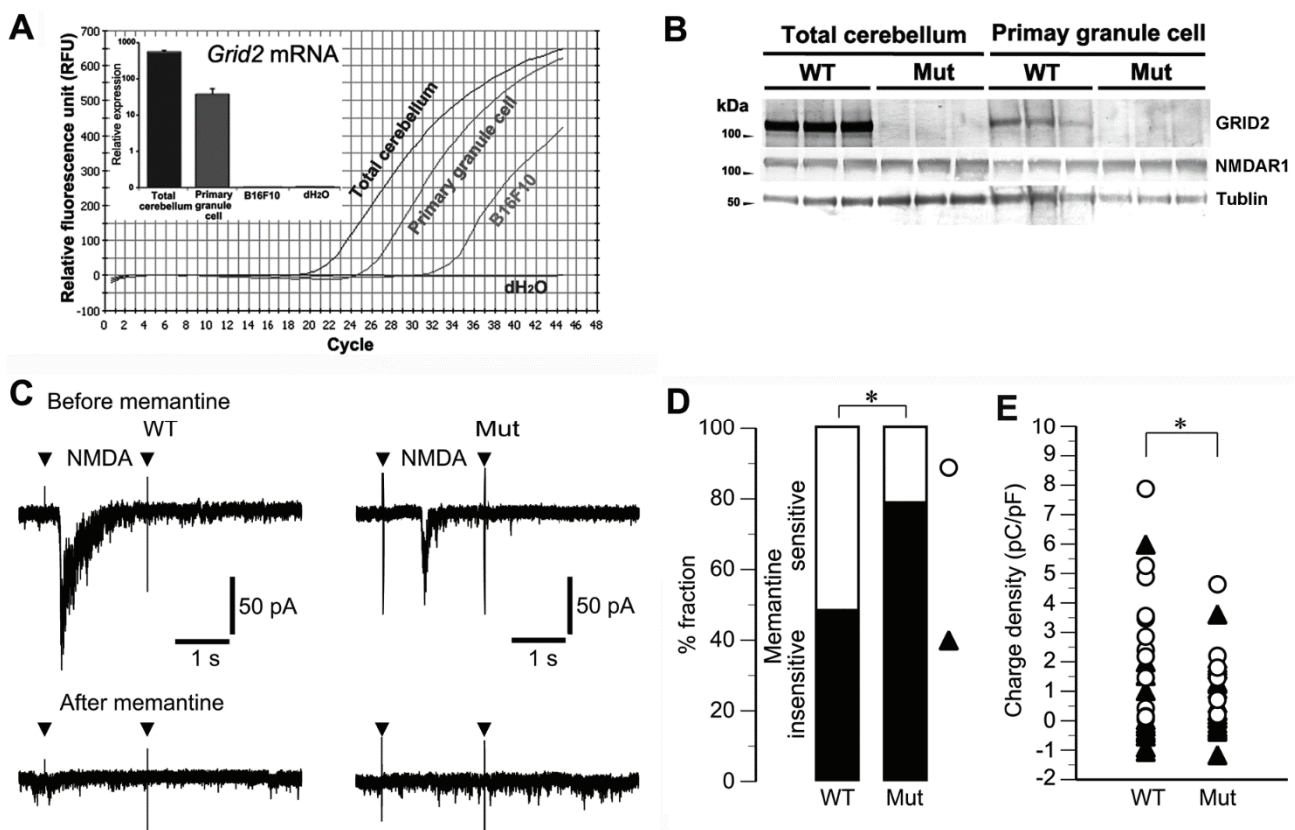 A
Relative fluorescence unit (RFU)
700
600
500
400
300
200
100
0
-100
Relative expression
1000
100
10
1
0
Grid2 mRNA
Total cerebellum
Primary granule cell
B16F10
dH₂O
Total cerebellum
Primary granule cell
B16F10
dH₂O
0 2 4 6 8 10 12 14 16 18 20 22 24 26 28 30 32 34 36 38 40 42 44 46 48
Cycle
B
Total cerebellum Primay granule cell
WT Mut WT Mut
kDa
100
GRID2
100
NMDAR1
50
Tublin
C
Before memantine
WT Mut
NMDA NMDA
50 pA 50 pA
1 s 1 s
After memantine
D
% fraction
100
80
60
40
20
0
Memantine
insensitive sensitive
*
WT Mut
E
Charge density (pC/pF)
10
9
8
7
6
5
4
3
2
1
0
-1
-2
*
WT Mut